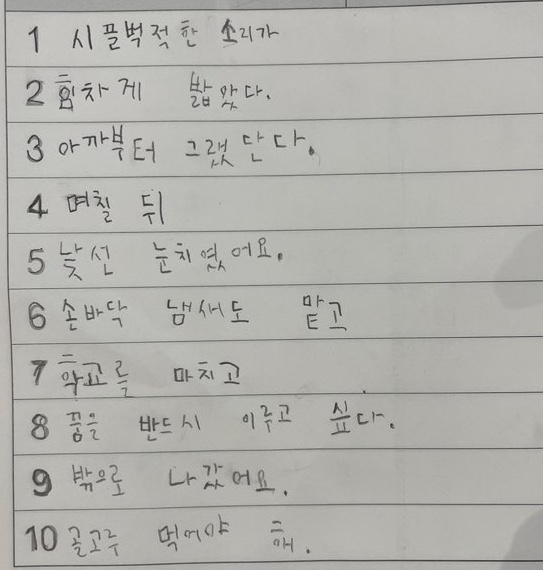 1 시끌벅적한 소리가
2 힘차게 밟았다.
3 아까부터 그랬단다.
4 며칠 뒤
5 낯선 눈치였어요.
6 손바닥 냄새도 맡고
7 학교를 마치고
8 꿈을 반드시 이루고 싶다.
9 밖으로 나갔어요.
10 골고루 먹어야 해.